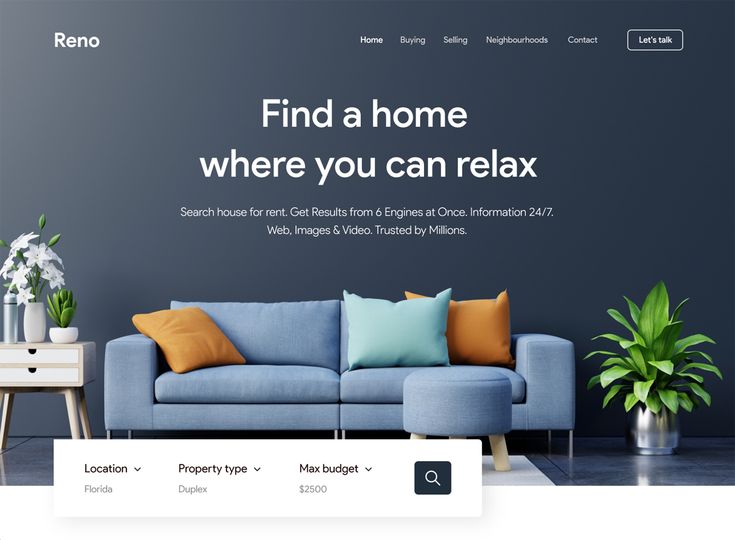 Reno
Home
Buying
Selling
Neighbourhoods
Contact
Let's talk
Find a home
where you can relax
Search house for rent. Get Results from 6 Engines at Once. Information 24/7.
Web, Images & Video. Trusted by Millions.
Location
Property type
Max budget
Florida
Duplex
$2500